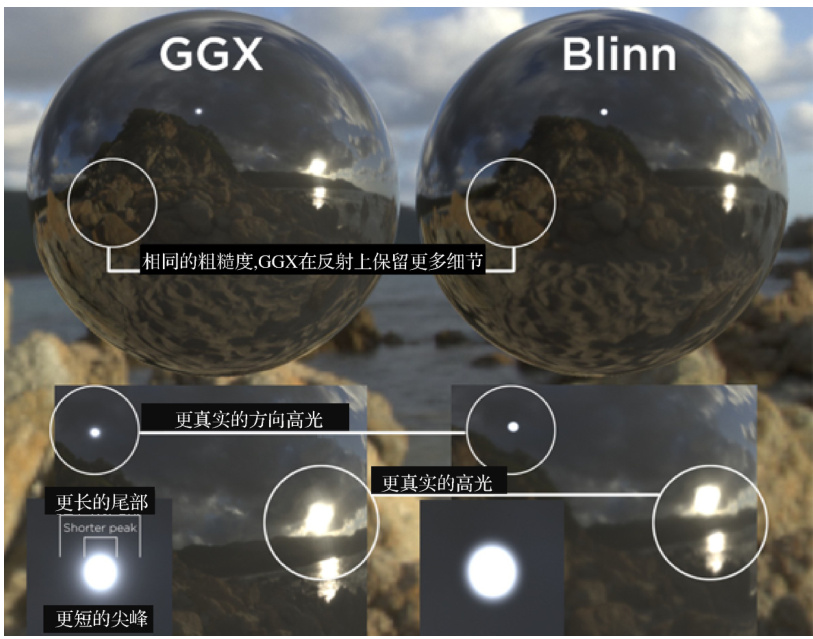 GGX
Blinn
相同的粗糙度,GGX在反射上保留更多细节
更真实的方向高光
更真实的高光
更长的尾部
Shorter peak
更短的尖峰